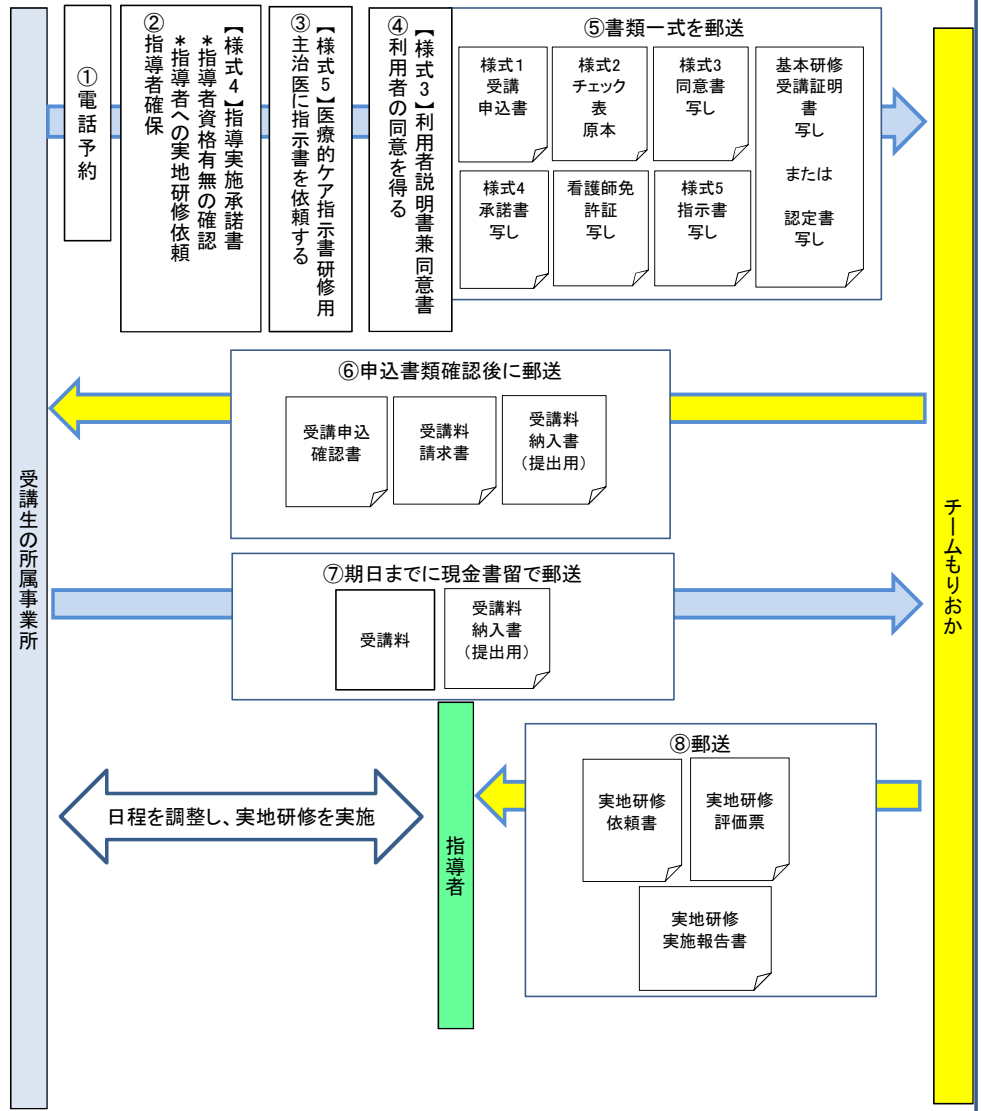 ①電話予約
②指導者確保
【様式4】指導実施承諾書
＊指導者資格有無の確認
＊指導者への実地研修依頼
③主治医に指示書を依頼する
【様式5】医療的ケア指示書研修用
④利用者の同意を得る
【様式3】利用者説明書兼同意書
⑤書類一式を郵送
様式1
受講
申込書
様式2
チェック
表
原本
様式3
同意書
写し
基本研修
受講証明
書
写し
または
認定書
写し
様式4
承諾書
写し
看護師免
許証
写し
様式5
指示書
写し
⑥申込書類確認後に郵送
受講申込
確認書
受講料
請求書
受講料
納入書
(提出用)
受講生の所属事業所
チームもりおか
⑦期日までに現金書留で郵送
受講料
受講料
納入書
(提出用)
⑧郵送
実地研修
依頼書
実地研修
評価票
日程を調整し、実地研修を実施
指導者
実地研修
実施報告書